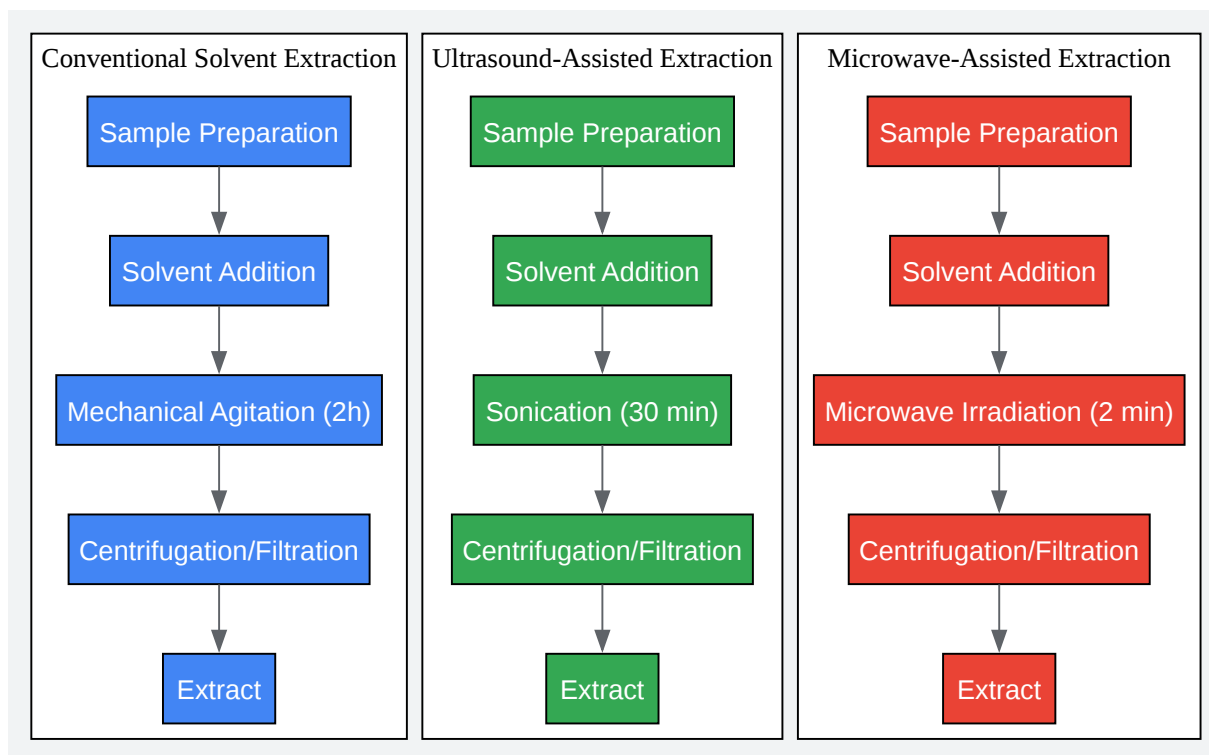 Conventional Solvent Extraction
Sample Preparation
Solvent Addition
Mechanical Agitation (2h)
Centrifugation/Filtration
Extract
Ultrasound-Assisted Extraction
Sample Preparation
Solvent Addition
Sonication (30 min)
Centrifugation/Filtration
Extract
Microwave-Assisted Extraction
Sample Preparation
Solvent Addition
Microwave Irradiation (2 min)
Centrifugation/Filtration
Extract